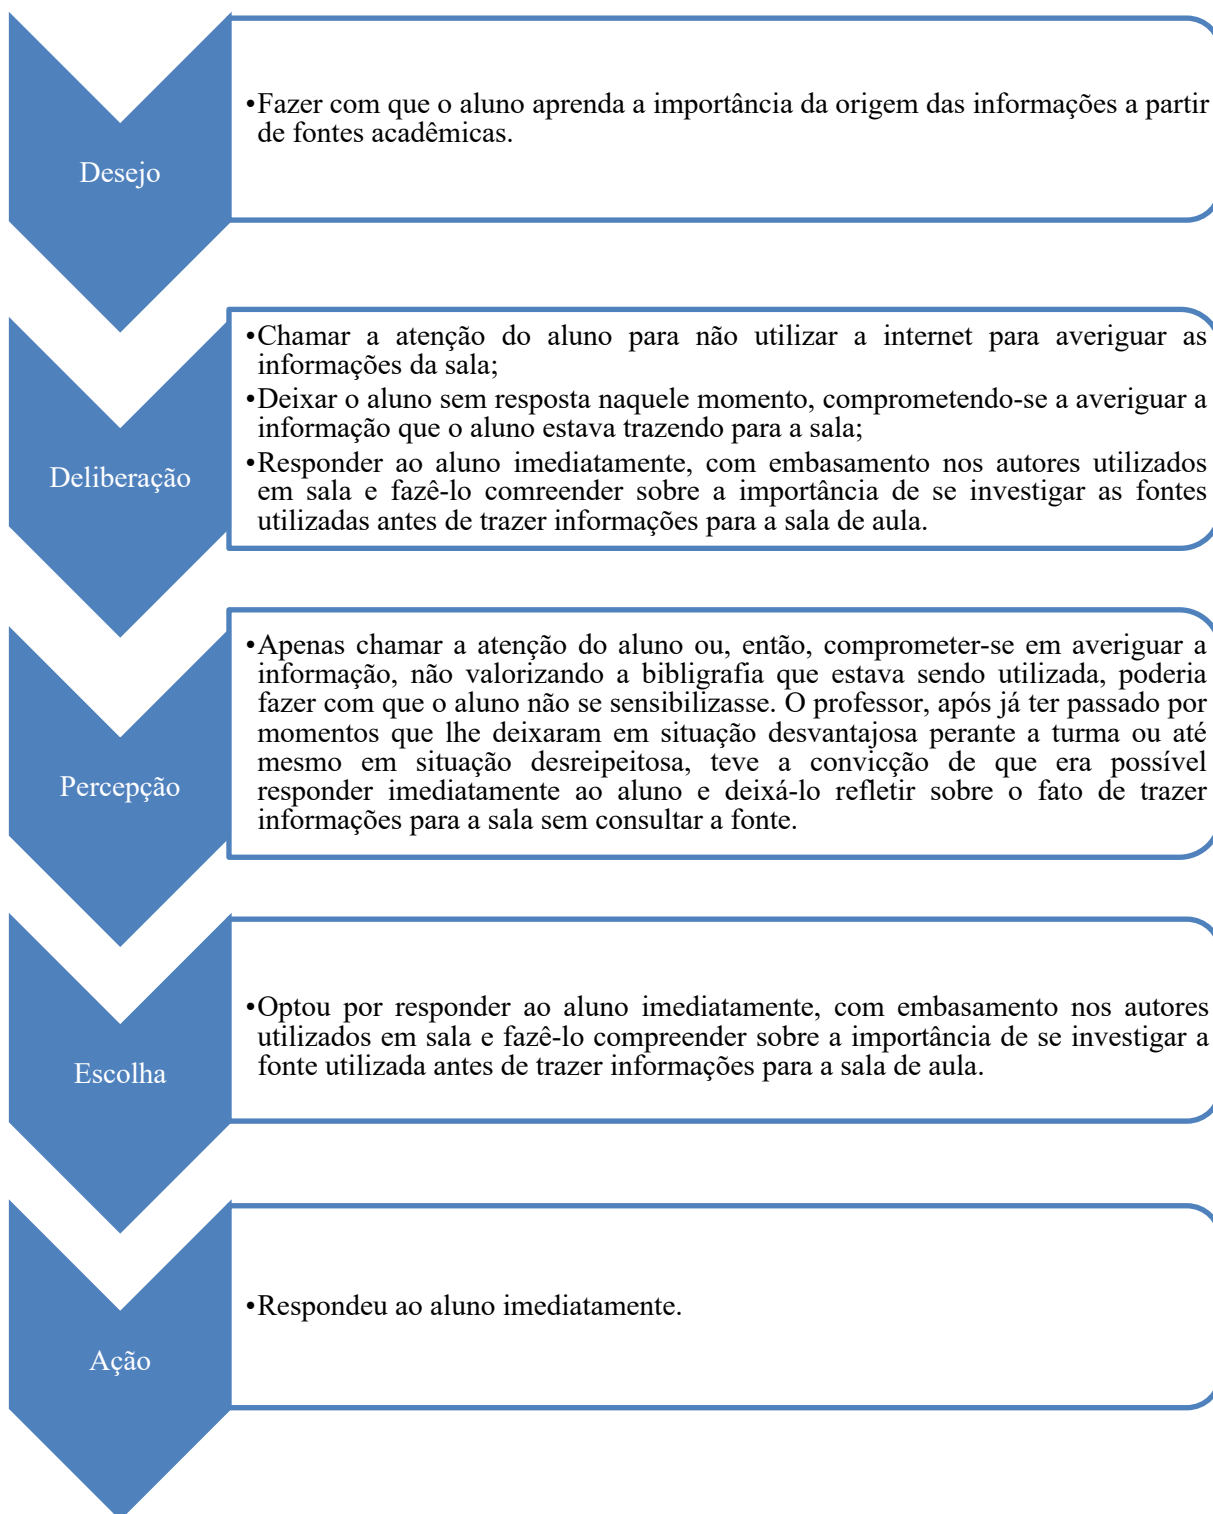 Desejo
•Fazer com que o aluno aprenda a importância da origem das informações a partir
de fontes acadêmicas.
Deliberação
•Chamar a atenção do aluno para não utilizar a internet para averiguar as
informações da sala;
•Deixar o aluno sem resposta naquele momento, comprometendo-se a averiguar a
informação que o aluno estava trazendo para a sala;
•Responder ao aluno imediatamente, com embasamento nos autores utilizados
em sala e fazê-lo comreender sobre a importância de se investigar as fontes
utilizadas antes de trazer informações para a sala de aula.
Percepção
•Apenas chamar a atenção do aluno ou, então, comprometer-se em averiguar a
informação, não valorizando a bibligrafia que estava sendo utilizada, poderia
fazer com que o aluno não se sensibilizasse. O professor, após já ter passado por
momentos que lhe deixaram em situação desvantajosa perante a turma ou até
mesmo em situação desreipeitosa, teve a convicção de que era possível
responder imediatamente ao aluno e deixá-lo refletir sobre o fato de trazer
informações para a sala sem consultar a fonte.
Escolha
•Optou por responder ao aluno imediatamente, com embasamento nos autores
utilizados em sala e fazê-lo compreender sobre a importância de se investigar a
fonte utilizada antes de trazer informações para a sala de aula.
Ação
•Respondeu ao aluno imediatamente.